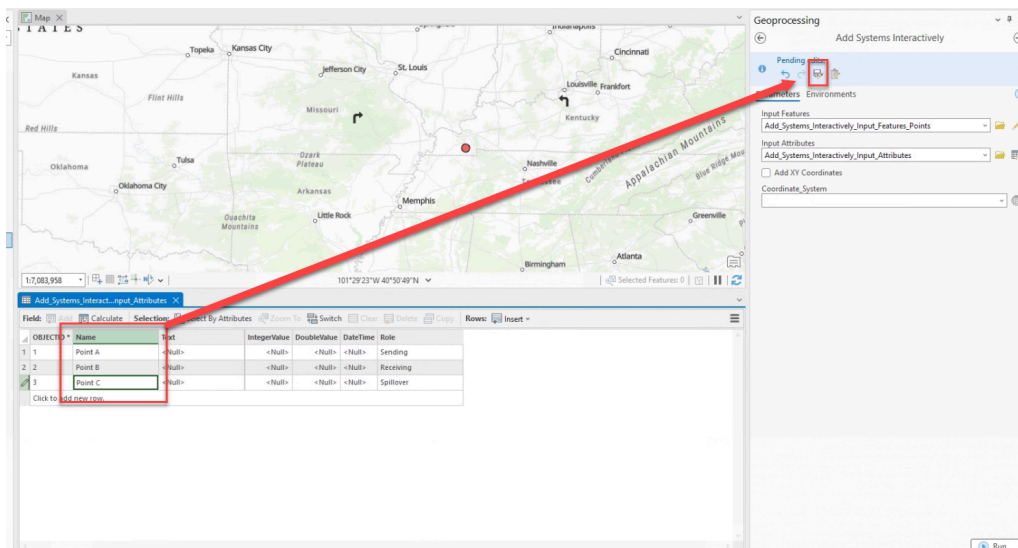 Map
TATES
Indianapolis
Topeka
Kansas City
Cincinnati
Jefferson City
St. Louis
Kansas
Louisville
Frankfort
Flint Hills
Missouri
Kentucky
Red Hills
Appalachian Mountains
Blue Ridge
Ozark
Plateau
Tulsa
Nashville
Oklahoma
Oklahoma City
Arkansas
Memphis
Ouachita
Mountains
Little Rock
Greenville
Atlanta
Birmingham
1:7,083,958
101°29'23"W 40°50'49"N
Selected Features: 0
Add_Systems_Interact...nput_Attributes
Field: Add Calculate Selection: Select By Attributes Zoom To Switch Clear Delete Copy Rows: Insert
OBJECTID * Name Text IntegerValue DoubleValue DateTime Role
1 1 Point A <Null> <Null> <Null> <Null> Sending
2 2 Point B <Null> <Null> <Null> <Null> Receiving
3 Point C <Null> <Null> <Null> <Null> Spillover
Click to add new row.
Geoprocessing
Add Systems Interactively
Pending edits
Parameters Environments
Input Features
Add_Systems_Interactively_Input_Features_Points
Input Attributes
Add_Systems_Interactively_Input_Attributes
Add XY Coordinates
Coordinate_System
Run